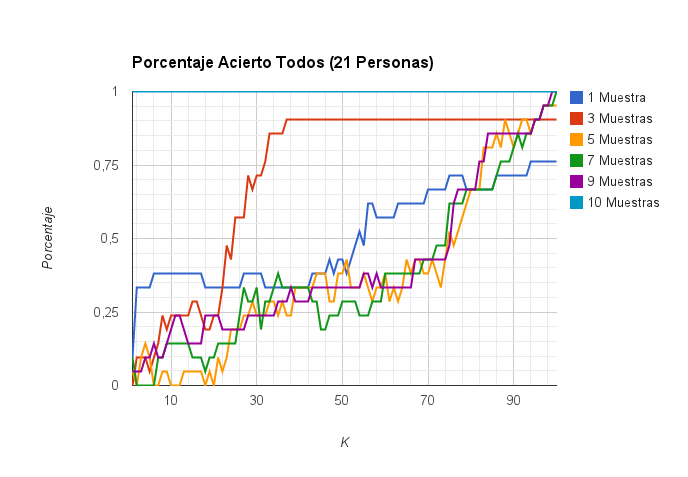 Porcentaje Acierto Todos (21 Personas)
1
0,75
0,5
0,25
0
Porcentaje
10
30
50
70
90
K
1 Muestra
3 Muestras
5 Muestras
7 Muestras
9 Muestras
10 Muestras